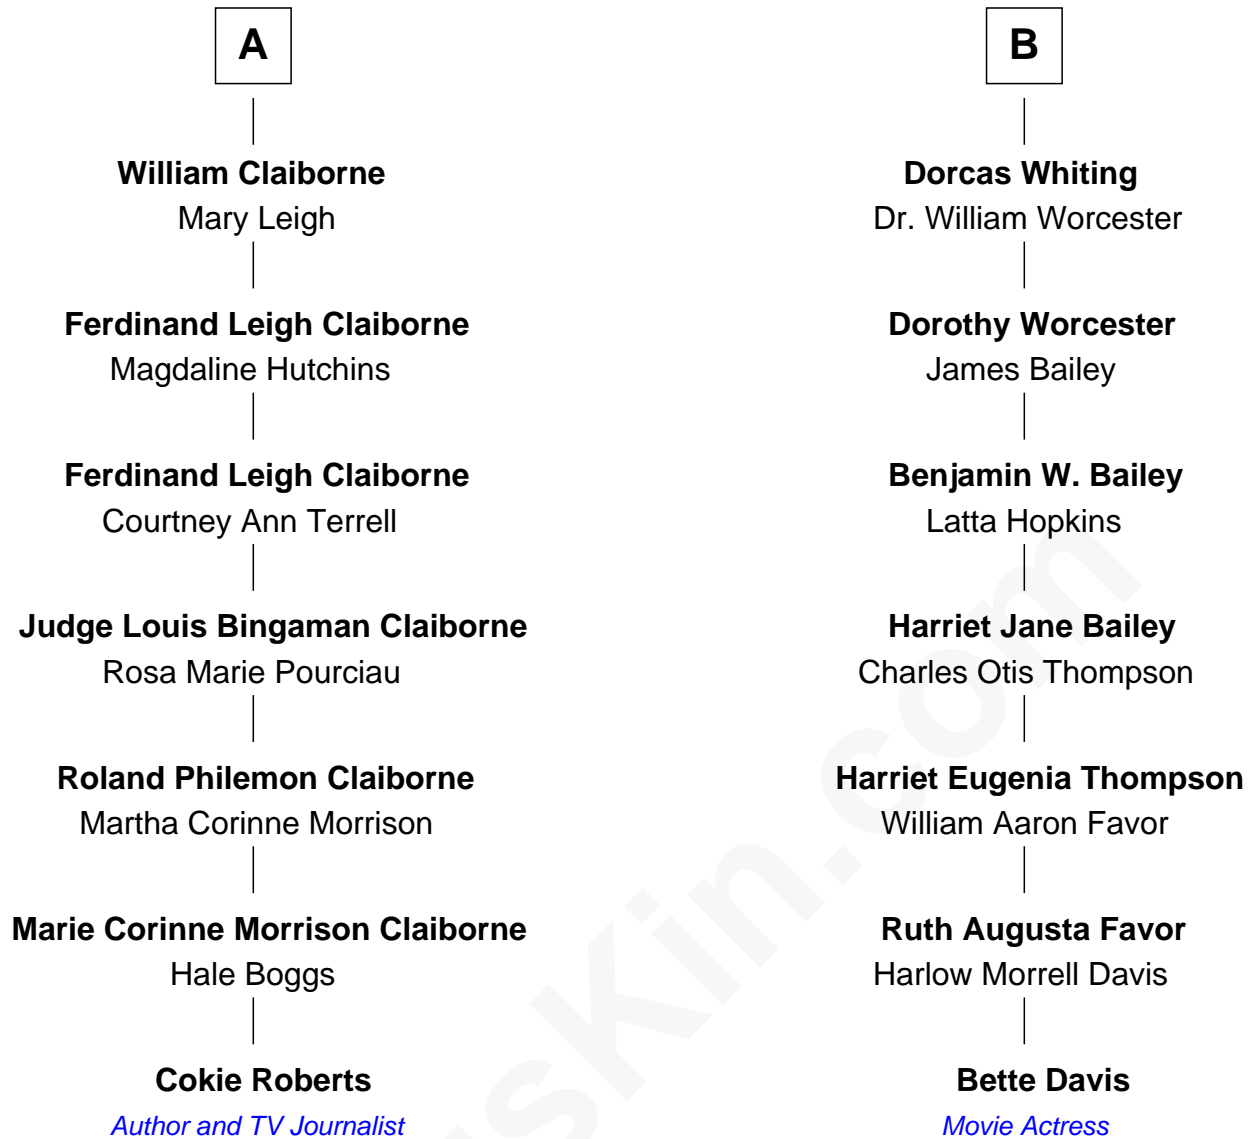 A
William Claiborne
Mary Leigh
Ferdinand Leigh Claiborne
Magdaline Hutchins
Ferdinand Leigh Claiborne
Courtney Ann Terrell
Judge Louis Bingaman Claiborne
Rosa Marie Pourciau
Roland Philemon Claiborne
Martha Corinne Morrison
Marie Corinne Morrison Claiborne
Hale Boggs
Cokie Roberts
Author and TV Journalist
B
Dorcas Whiting
Dr. William Worcester
Dorothy Worcester
James Bailey
Benjamin W. Bailey
Latta Hopkins
Harriet Jane Bailey
Charles Otis Thompson
Harriet Eugenia Thompson
William Aaron Favor
Ruth Augusta Favor
Harlow Morrell Davis
Bette Davis
Movie Actress
sKin.com